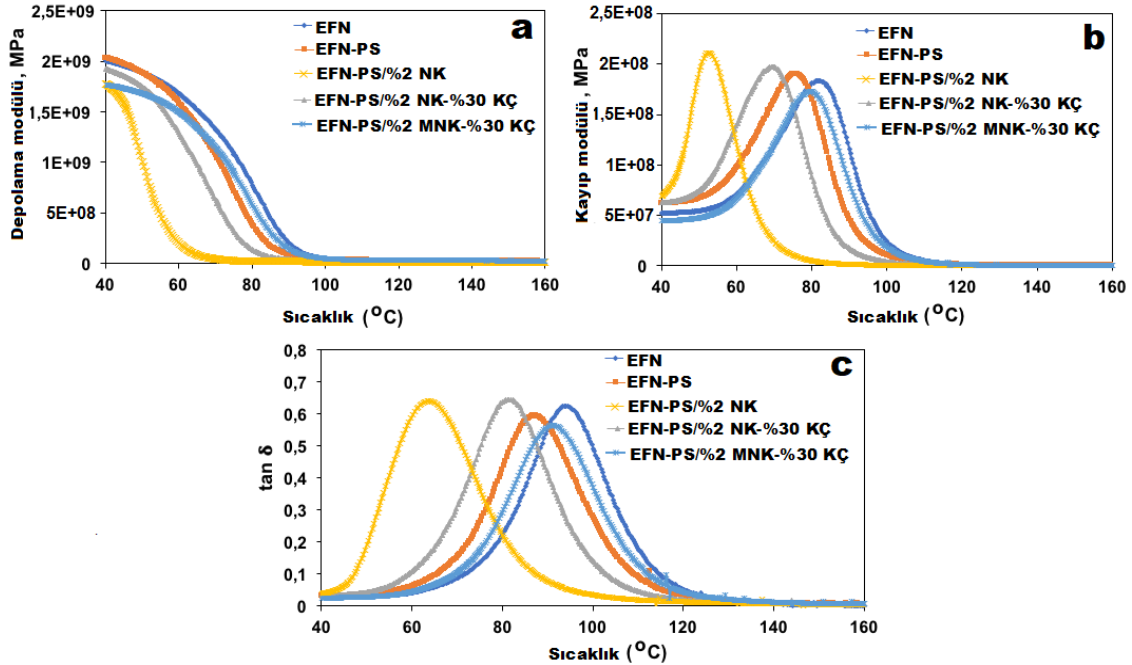 a
2,5E+09
2E+09
1,5E+09
1E+09
5E+08
0
Depolama modülü, MPa
EFN
EFN-PS
EFN-PS/%2 NK
EFN-PS/%2 NK-%30 KÇ
EFN-PS/%2 MNK-%30 KÇ
40 60 80 100 120 140 160
Sıcaklık (°C)
b
2,5E+08
2E+08
1,5E+08
1E+08
5E+07
0
Kayıp modülü , MPa
EFN
EFN-PS
EFN-PS/%2 NK
EFN-PS/%2 NK-%30 KÇ
EFN-PS/%2 MNK-%30 KÇ
40 60 80 100 120 140 160
Sıcaklık (°C)
c
0,8
0,7
0,6
0,5
0,4
0,3
0,2
0,1
0
tan δ
EFN
EFN-PS
EFN-PS/%2 NK
EFN-PS/%2 NK-%30 KÇ
EFN-PS/%2 MNK-%30 KÇ
40 60 80 100 120 140 160
Sıcaklık (°C)